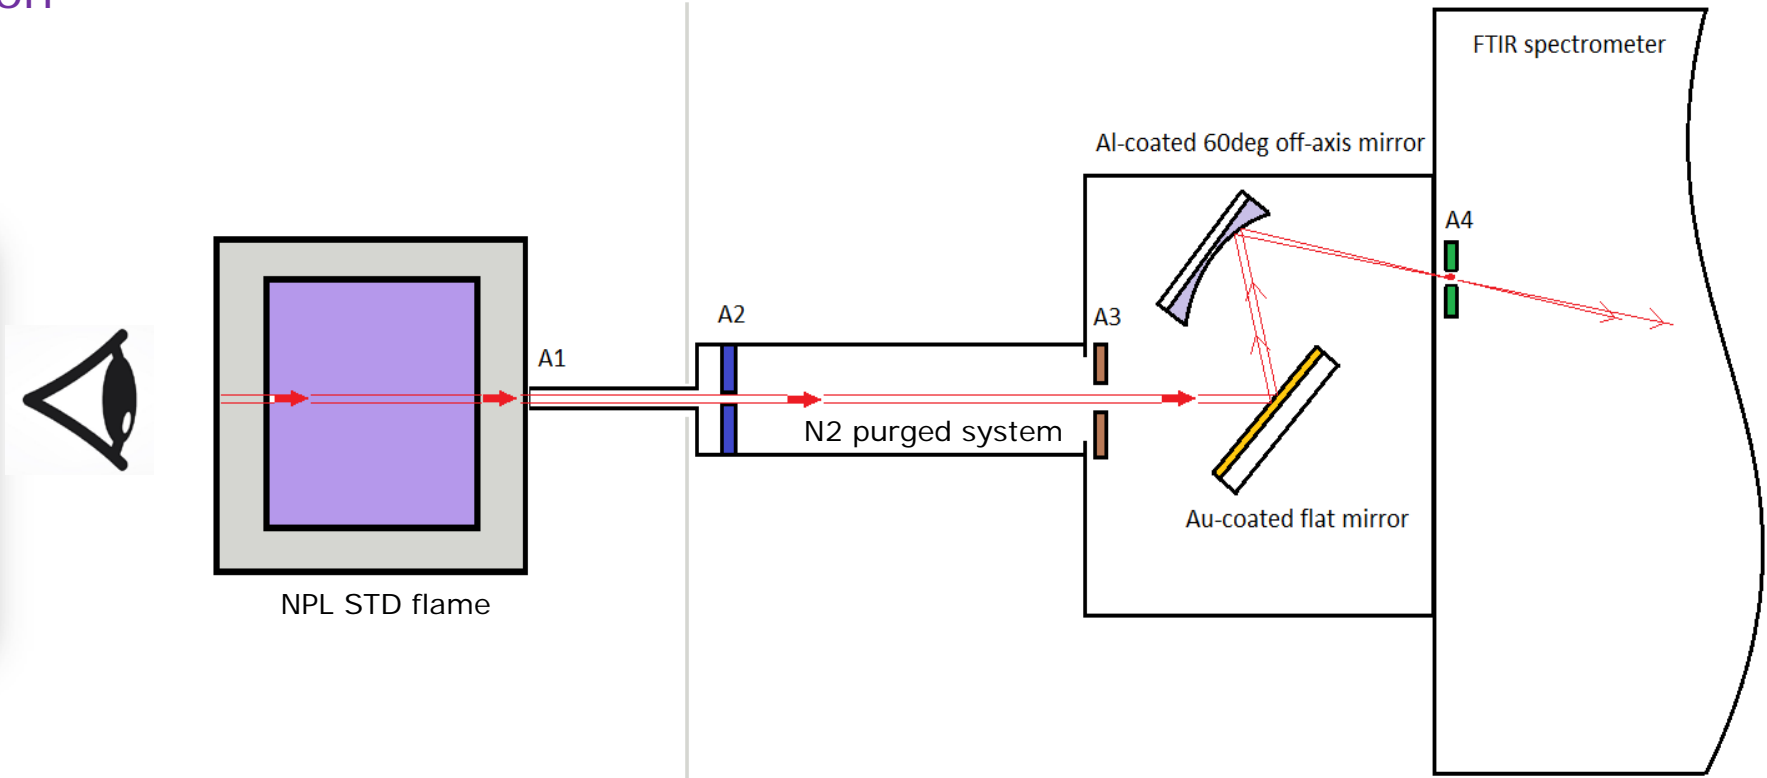 FTIR spectrometer
Al-coated 60deg off-axis mirror
A4
A2
A3
A1
N2 purged system
Au-coated flat mirror
NPL STD flame